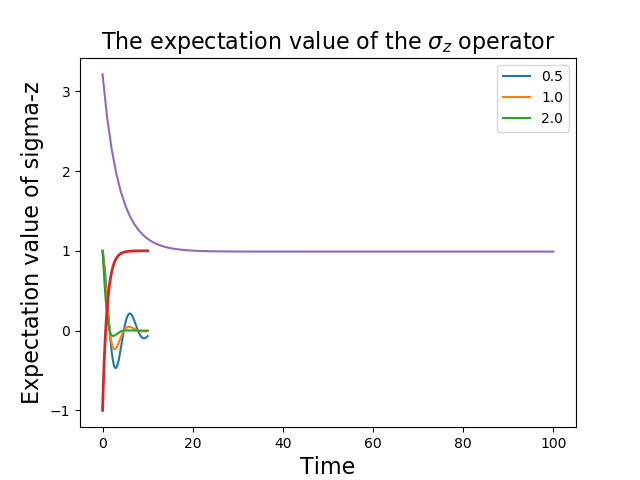 The expectation value of the σz operator
Expectation value of sigma-z
3
2
1
0
−1
0.5
1.0
2.0
0 20 40 60 80 100
Time